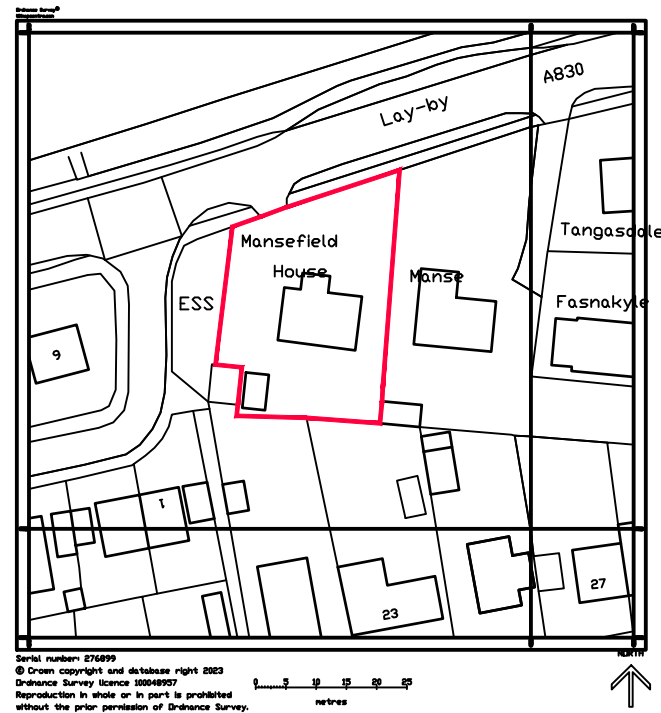 Ordnance Survey©
A830
Lay-by
Tangasdale
Mansefield
House
Manse
ESS
Fasnakyle
9
1
23
27
Serial number: 276899
© Crown copyright and database right 2023
Ordnance Survey licence 100048957
Reproduction in whole or in part is prohibited
without the prior permission of Ordnance Survey.
0 5 10 15 20 25
metres
NORTH